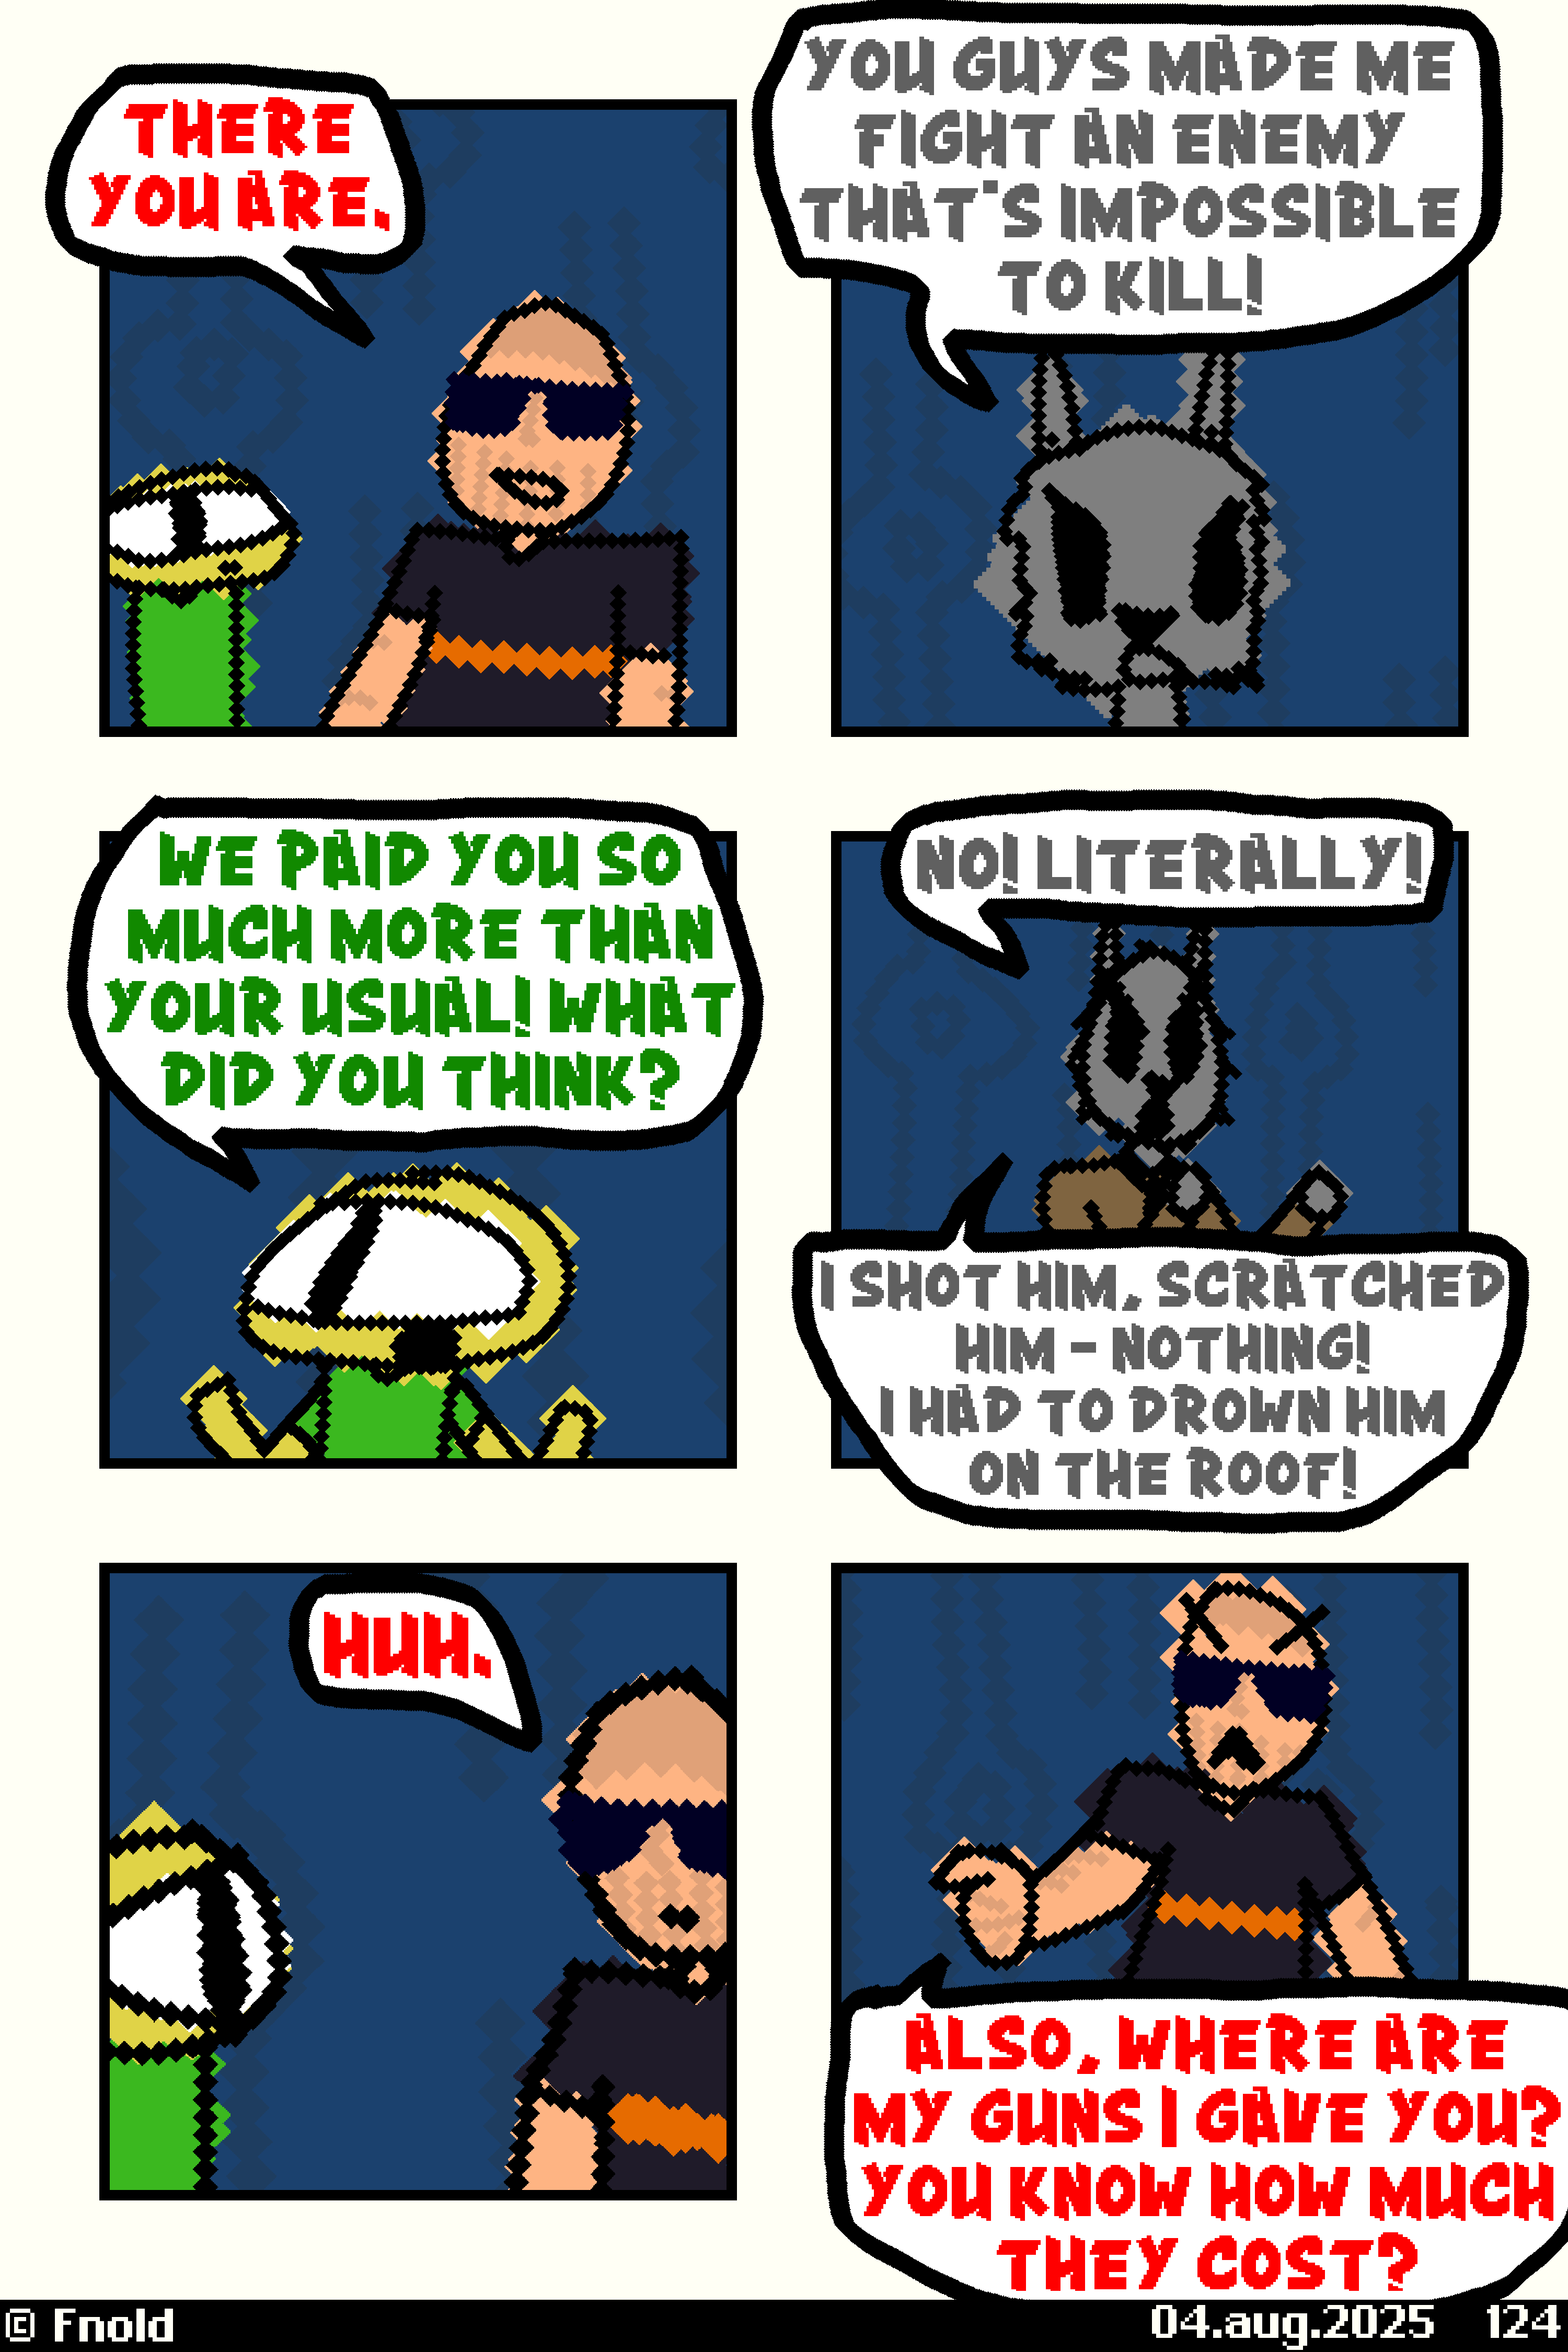 THERE
YOU ARE.
YOU GUYS MADE ME
FIGHT AN ENEMY
THAT'S IMPOSSIBLE
TO KILL!
WE PAID YOU SO
MUCH MORE THAN
YOUR USUAL! WHAT
DID YOU THINK?
NO! LITERALLY!
I SHOT HIM, SCRATCHED
HIM - NOTHING!
I HAD TO DROWN HIM
ON THE ROOF!
HUH.
ALSO, WHERE ARE
MY GUNS I GAVE YOU?
YOU KNOW HOW MUCH
THEY COST?
© Fnold
04.aug.2025 124